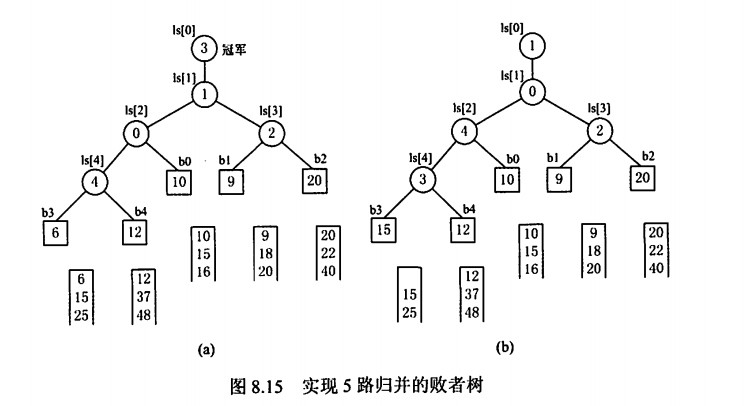 ls[0]
3 冠军
ls[1]
1
ls[2] ls[3]
0 2
ls[4] b0 b1 b2
4 10 9 20
b3 b4
6 12
10 9 20
15 18 22
16 20 40
6 12
15 37
25 48
(a)
ls[0]
1
ls[1]
0
ls[2] ls[3]
4 2
ls[4] b0 b1 b2
3 10 9 20
b3 b4
15 12
10 9 20
15 18 22
16 20 40
12
15 37
25 48
(b)
图 8.15 实现 5 路归并的败者树